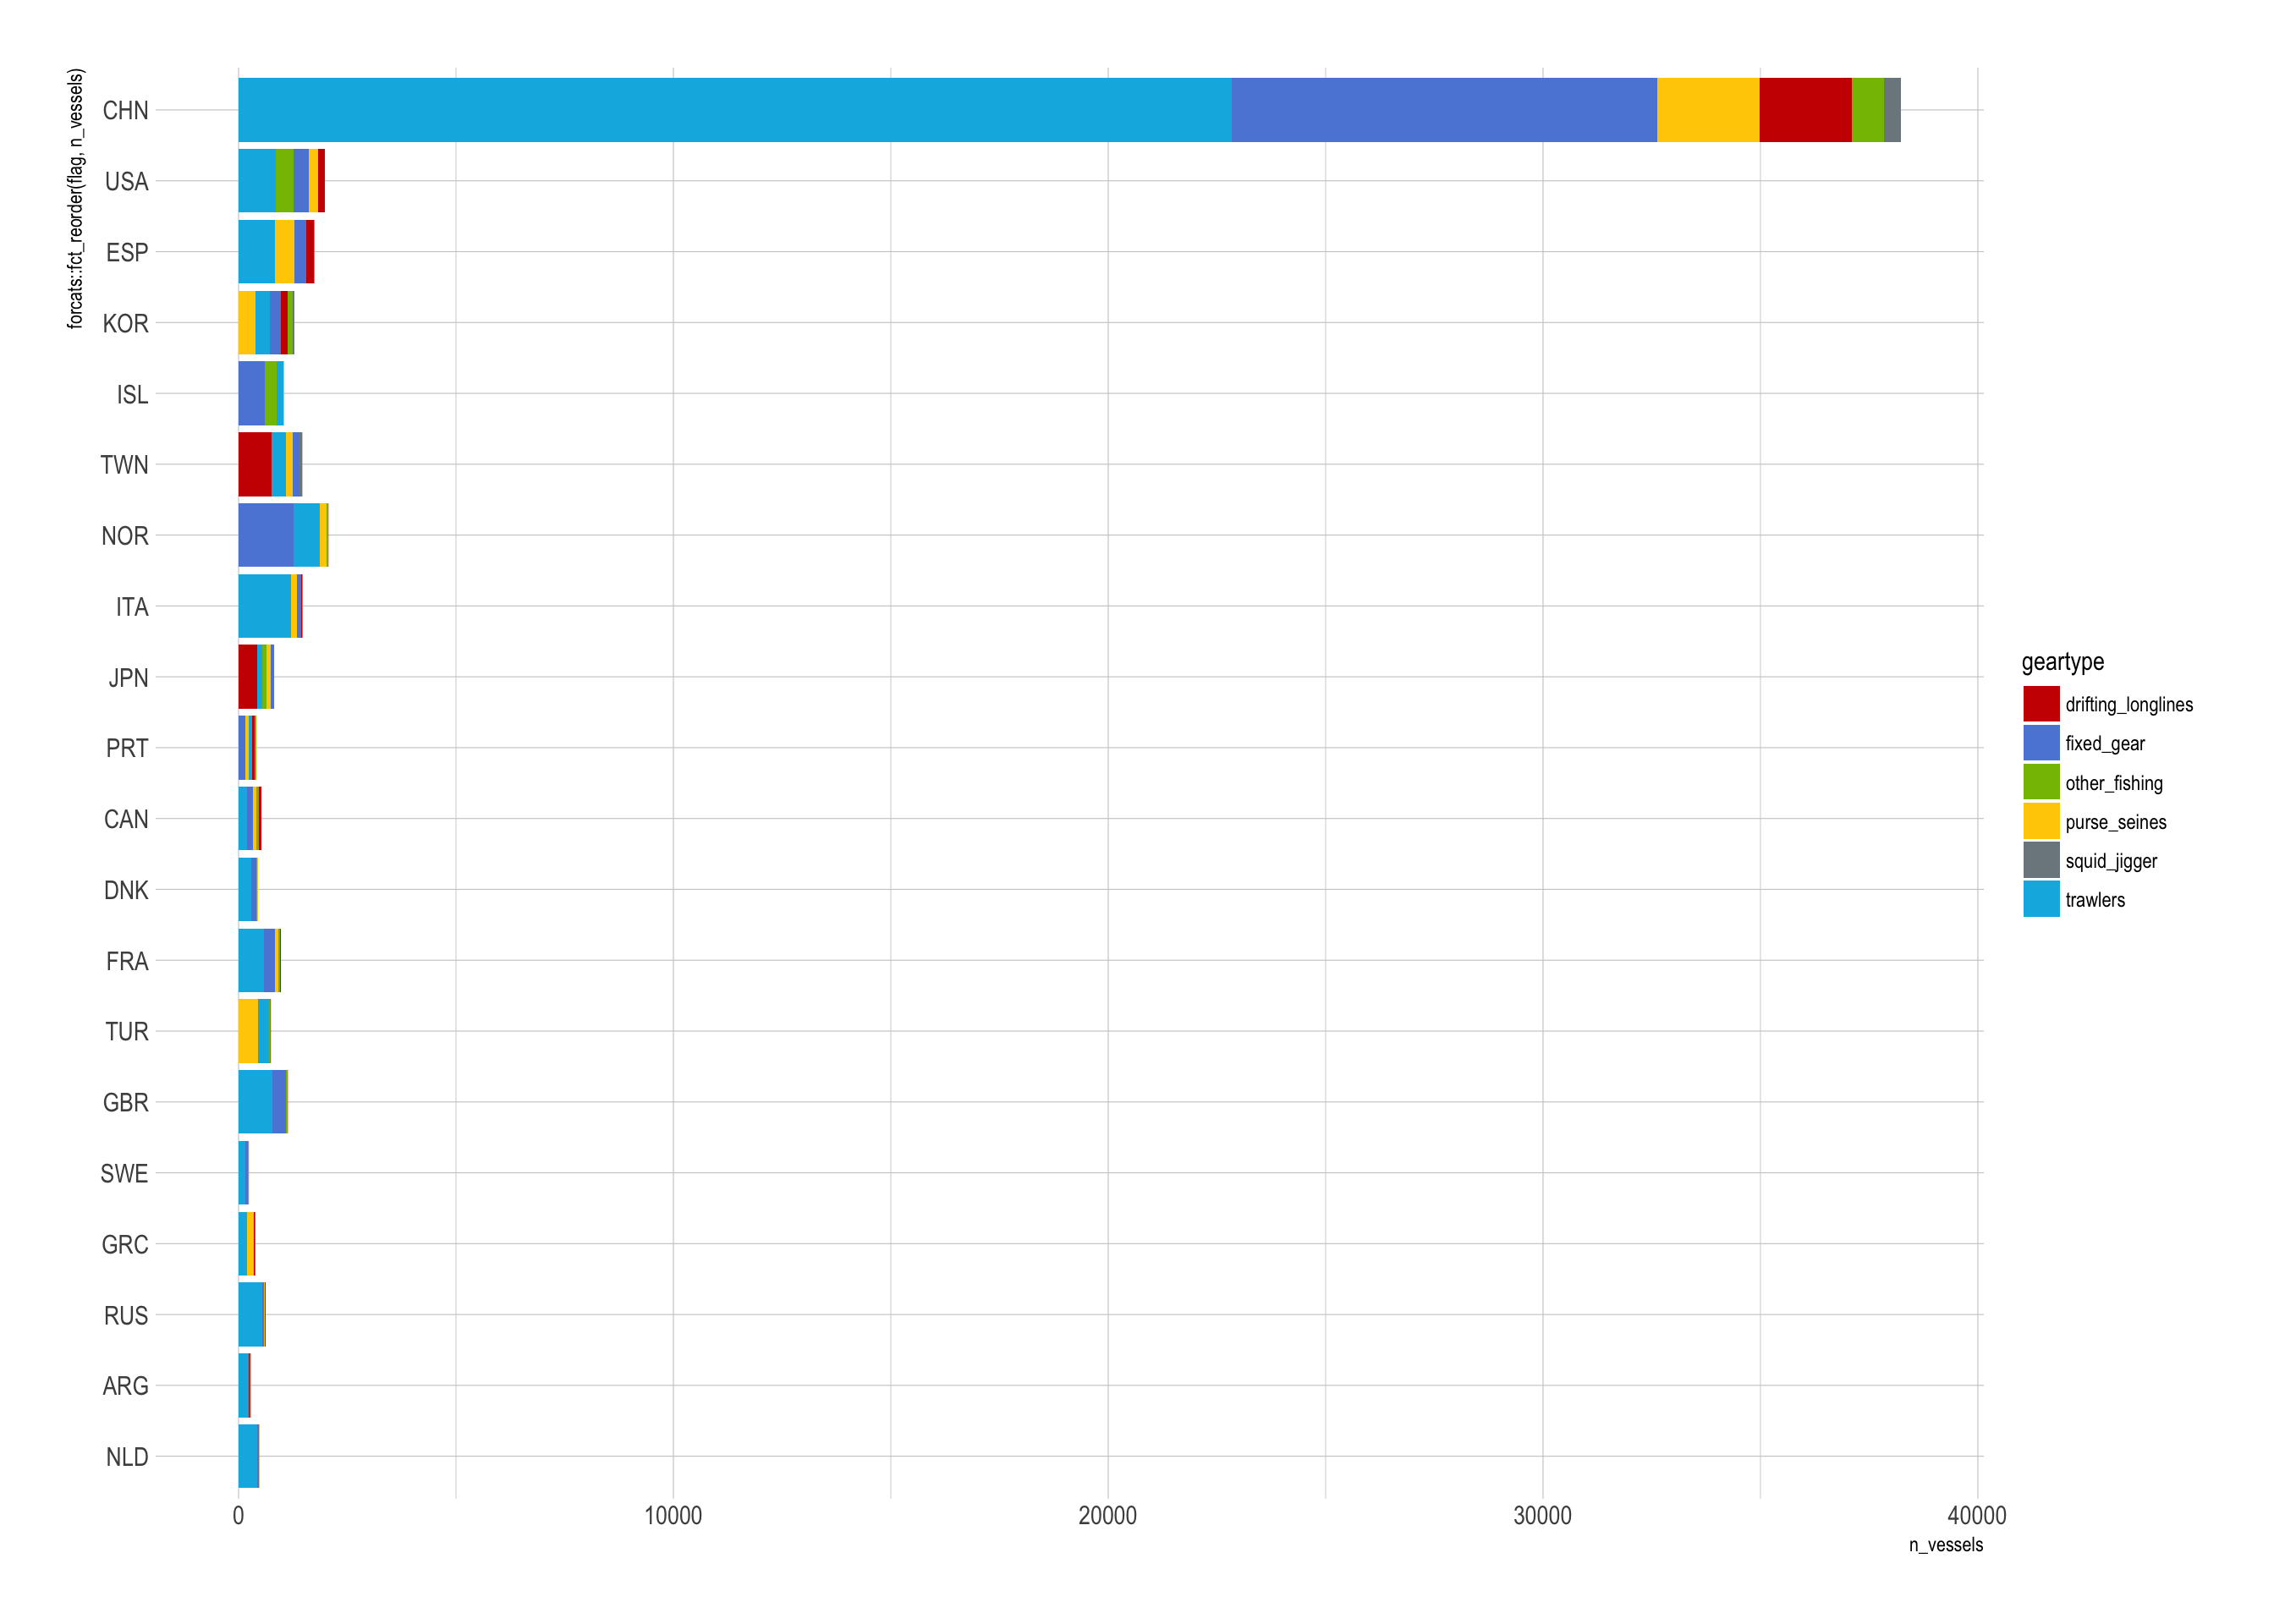 forcats::fct_reorder(flag, n_vessels)
CHN
USA
ESP
KOR
ISL
TWN
NOR
ITA
JPN
PRT
CAN
DNK
FRA
TUR
GBR
SWE
GRC
RUS
ARG
NLD
0 10000 20000 30000 40000
n_vessels
geartype
drifting_longlines
fixed_gear
other_fishing
purse_seines
squid_jigger
trawlers